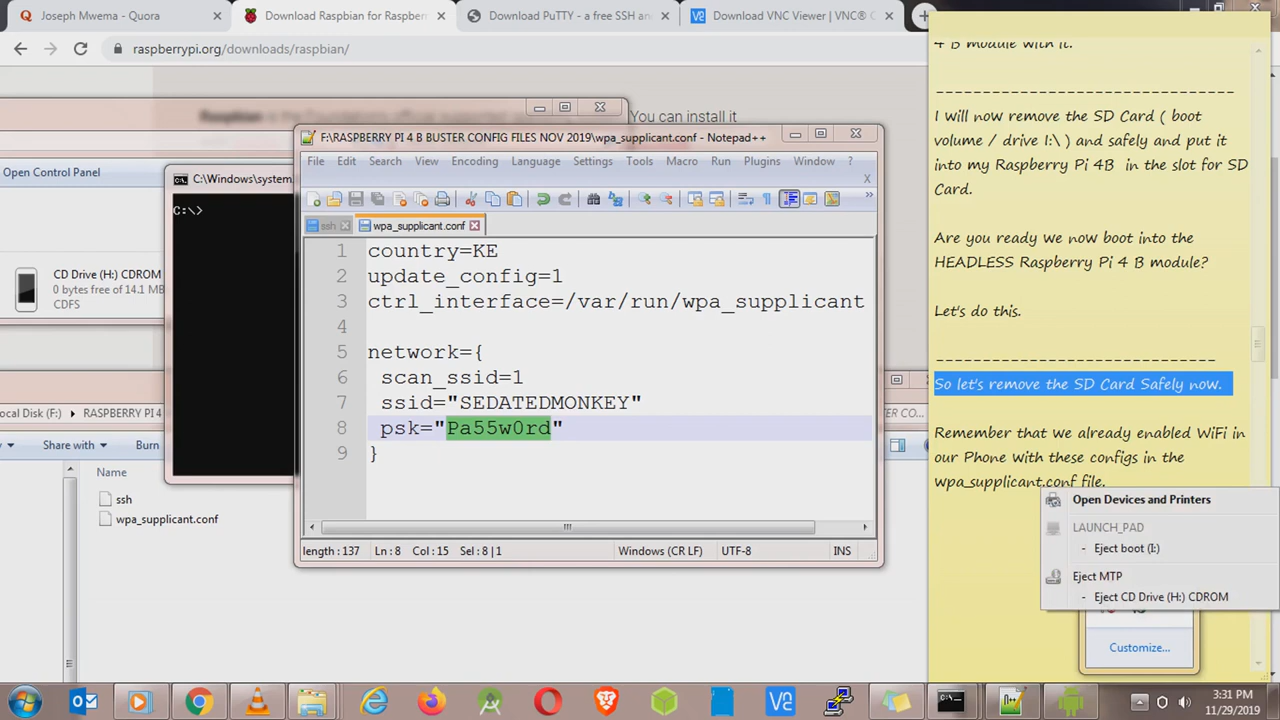 Joseph Mwema - Quora
Download Raspbian for Raspber
Download PuTTY - a free SSH an
Download VNC Viewer | VNC® C
raspberrypi.org/downloads/raspbian/
You can install it
Open Control Panel
CD Drive (H:) CDROM
0 bytes free of 14.1 MB
CDFS
C:\Windows\system.
C:\>
F:\RASPBERRY PI 4 B BUSTER CONFIG FILES NOV 2019\wpa_supplicant.conf - Notepad++
File Edit Search View Encoding Language Settings Tools Macro Run Plugins Window ?
X
ssh
wpa_supplicant.conf
1 country=KE
2 update_config=1
3 ctrl_interface=/var/run/wpa_supplicant
4
5 network={
6 scan_ssid=1
7 ssid="SEDATEDMONKEY"
8 psk="Pa55w0rd"
9 }
length : 137 Ln : 8 Col : 15 Sel : 8 | 1 Windows (CR LF) UTF-8 INS
ocal Disk (F:)
RASPBERRY PI 4
ER CO...
Share with
Burn
Name
ssh
wpa_supplicant.conf
4 B module with it.
------------------------------
I will now remove the SD Card ( boot
volume / drive I:\ ) and safely and put it
into my Raspberry Pi 4B in the slot for SD
Card.
Are you ready we now boot into the
HEADLESS Raspberry Pi 4 B module?
Let's do this.
----------------------------
So let's remove the SD Card Safely now.
Remember that we already enabled WiFi in
our Phone with these configs in the
wpa_supplicant.conf file.
Open Devices and Printers
LAUNCH_PAD
- Eject boot (I:)
Eject MTP
- Eject CD Drive (H:) CDROM
Customize...
3:31 PM
11/29/2019